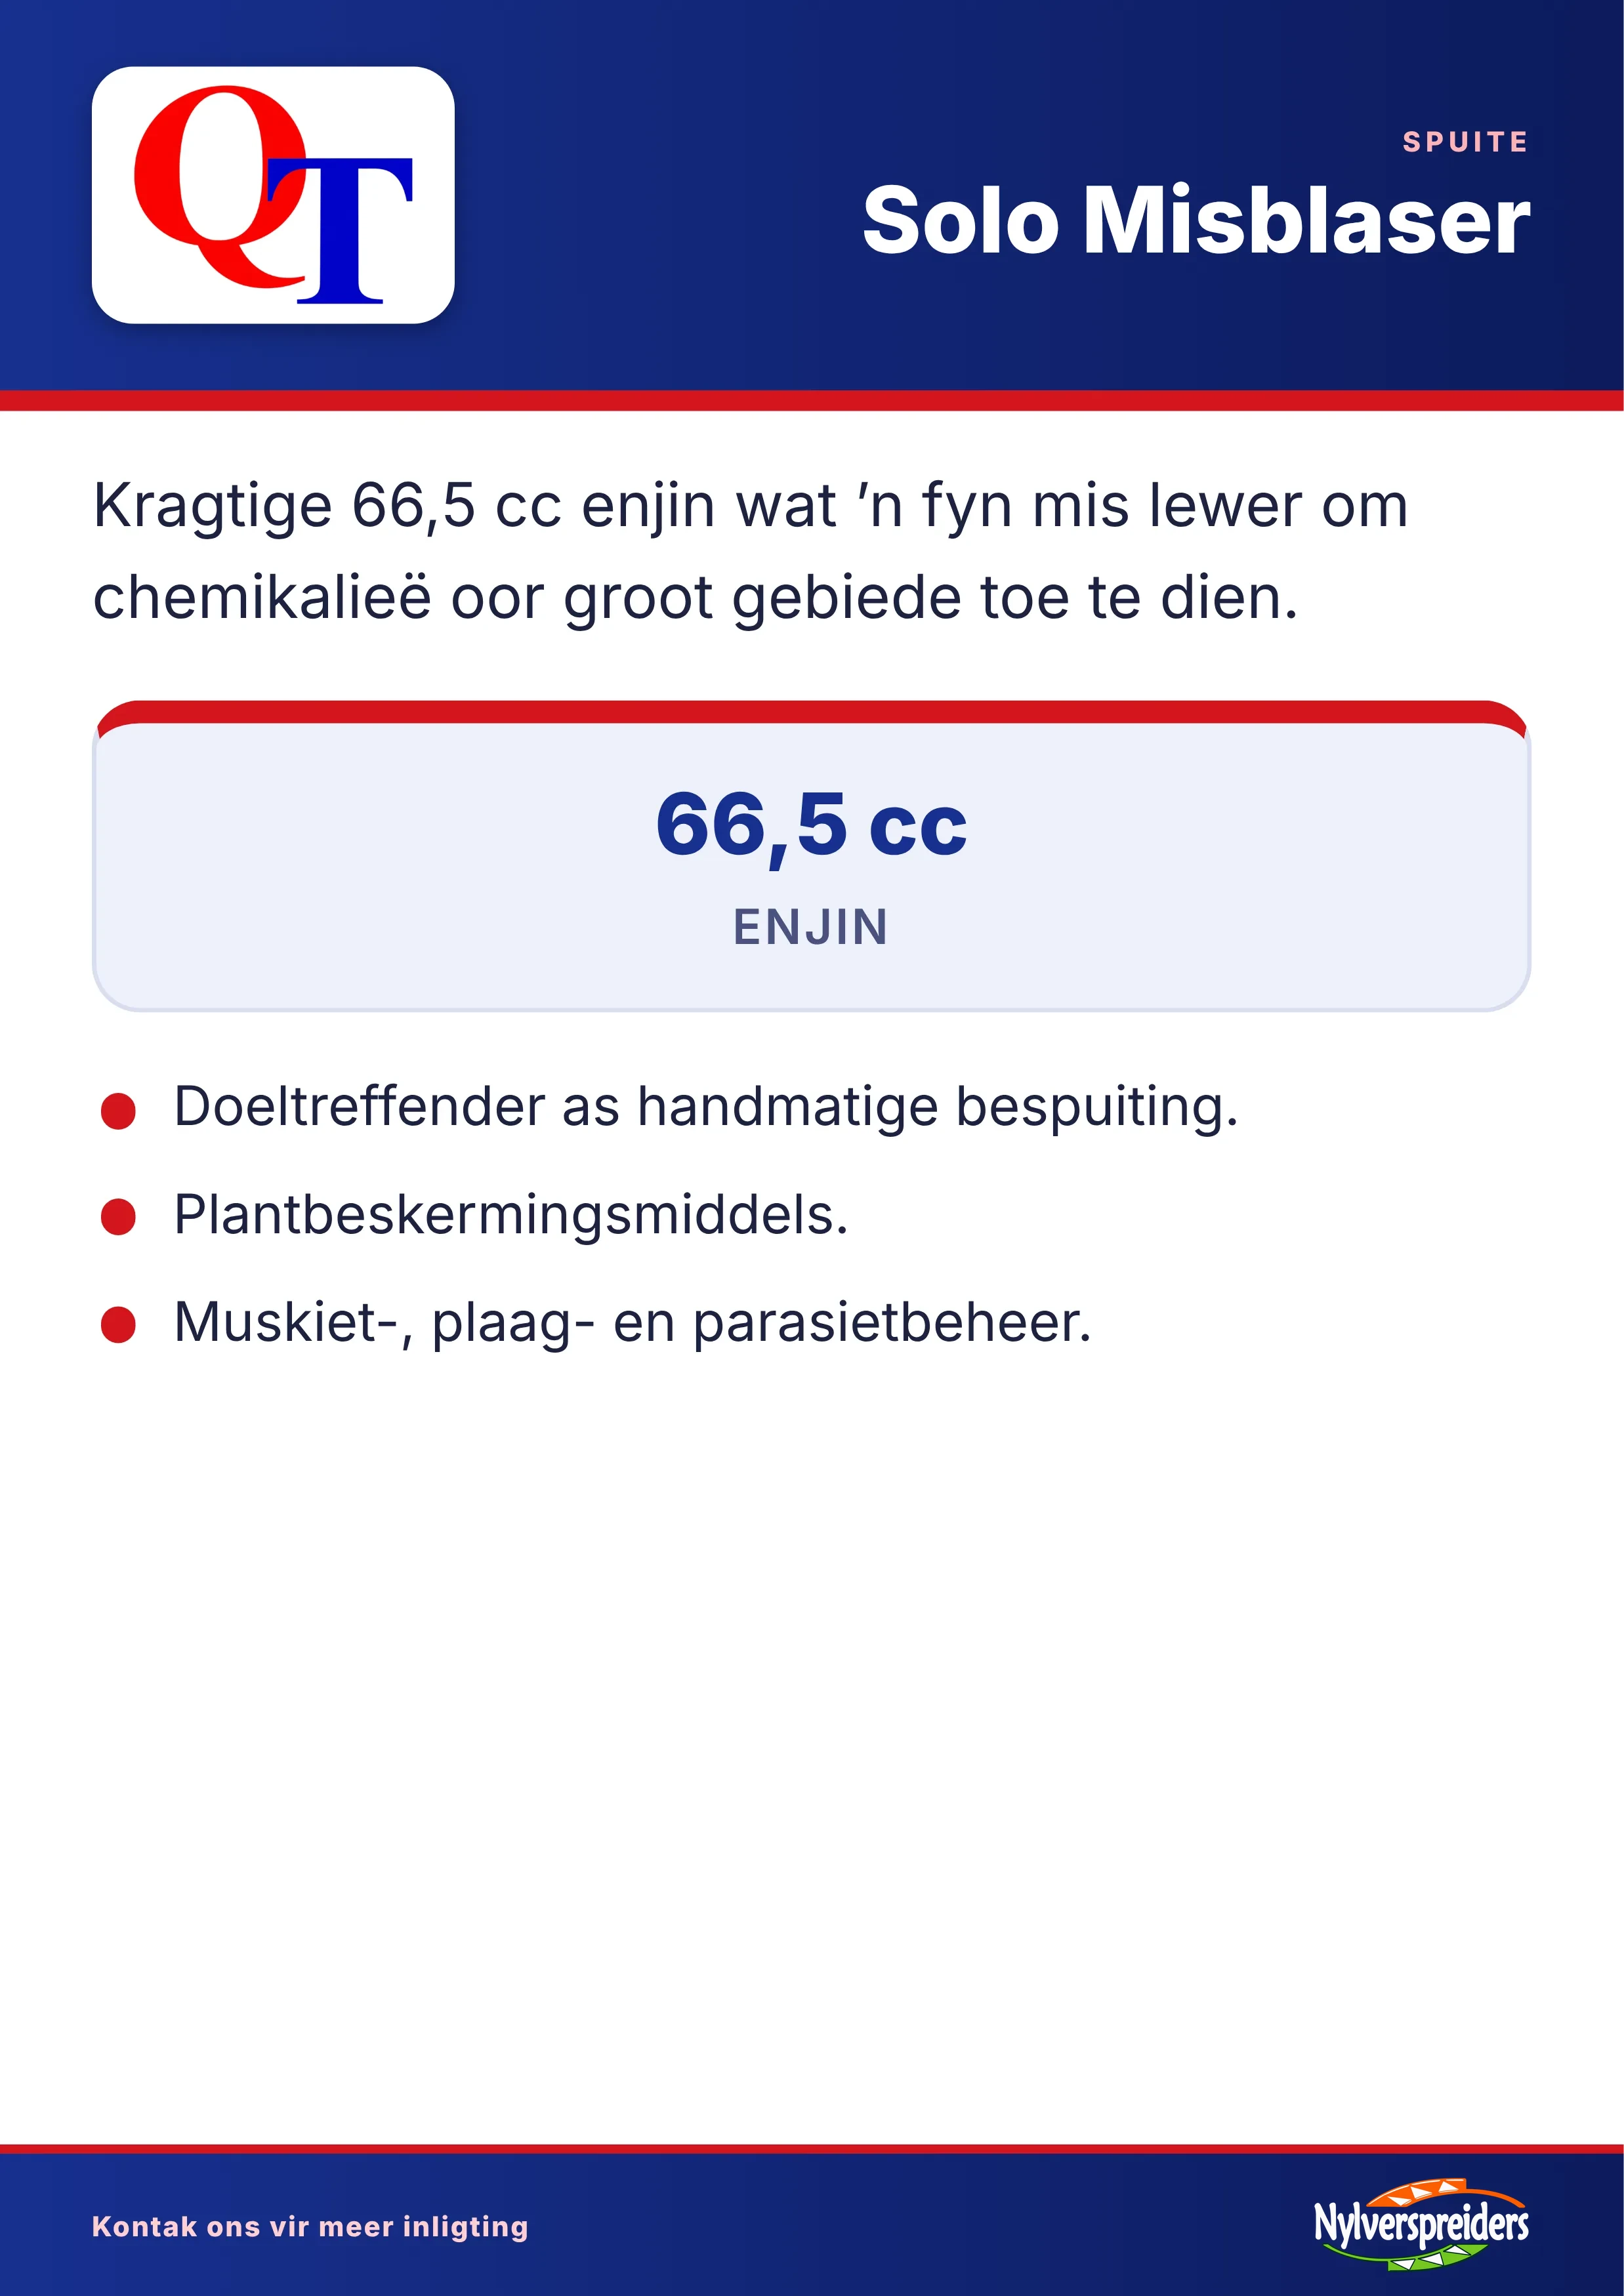 QT
SPUITE
Solo Misblaser
Kragtige 66,5 cc enjin wat ’n fyn mis lewer om
chemikalieë oor groot gebiede toe te dien.
66,5 cc
ENJIN
Doeltreffender as handmatige bespuiting.
Plantbeskermingsmiddels.
Muskiet-, plaag- en parasietbeheer.
Kontak ons vir meer inligting
Nylverspreiders